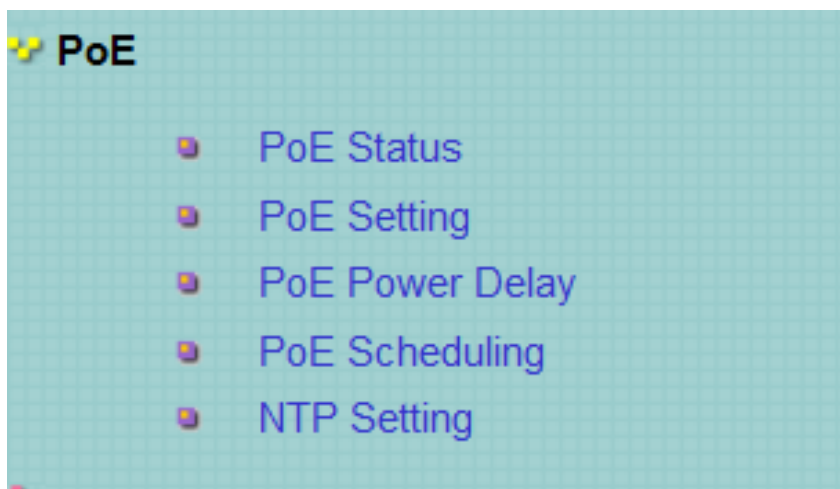 PoE
PoE Status
PoE Setting
PoE Power Delay
PoE Scheduling
NTP Setting